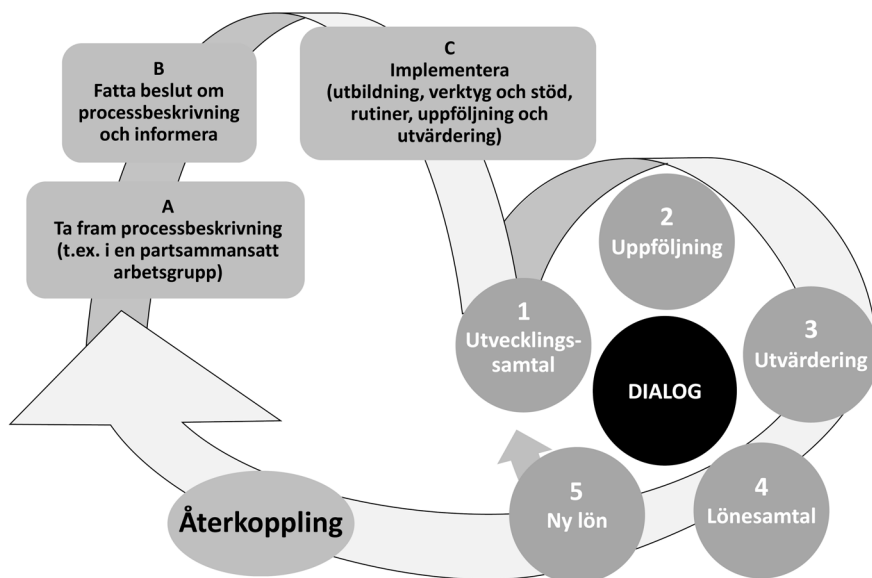 A
Ta fram processbeskrivning
(t.ex. i en partsammansatt
arbetsgrupp)
B
Fatta beslut om
processbeskrivning
och informera
C
Implementera
(utbildning, verktyg och stöd,
rutiner, uppföljning och
utvärdering)
1
Utvecklings-
samtal
2
Uppföljning
3
Utvärdering
4
Lönesamtal
5
Ny lön
DIALOG
Återkoppling